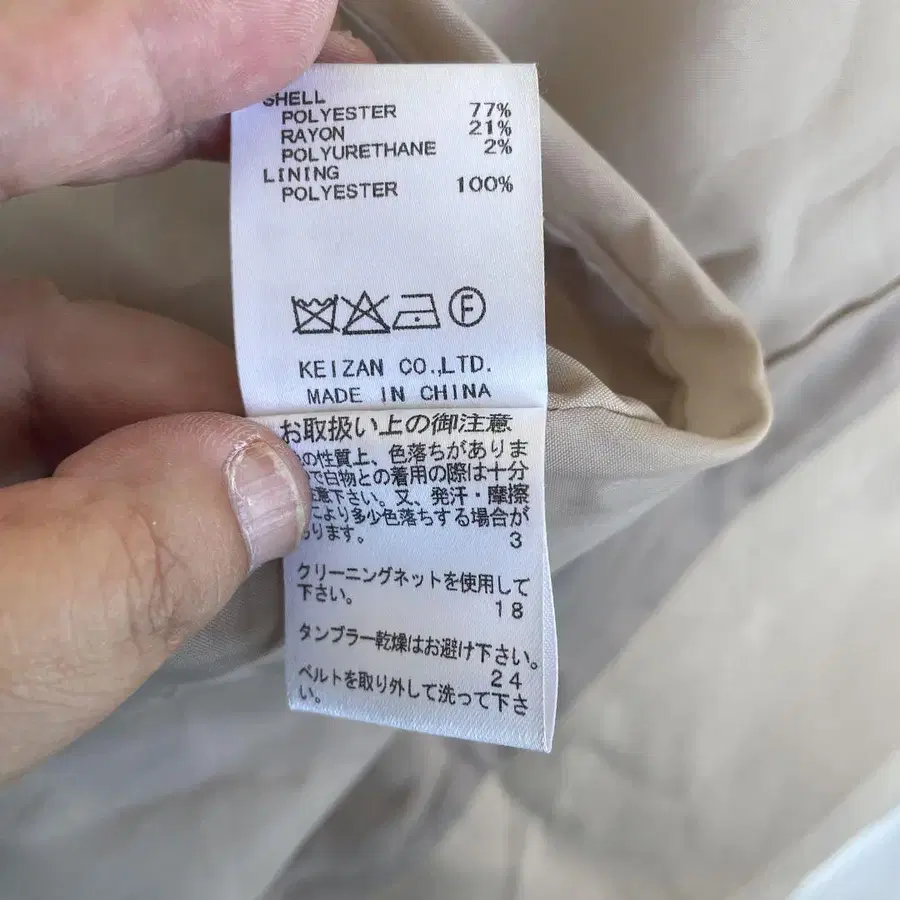 SHELL
POLYESTER 77%
RAYON 21%
POLYURETHANE 2%
LINING
POLYESTER 100%
F
KEIZAN CO.,LTD.
MADE IN CHINA
お取扱い上の御注意
の性質上、色落ちがありま
で白物との着用の際は十分
意下さい。又、発汗・摩擦
により多少色落ちする場合が
ります。 3
クリーニングネットを使用して
下さい。 18
タンブラー乾燥はお避け下さい。
24
ベルトを取り外して洗って下さ
い。